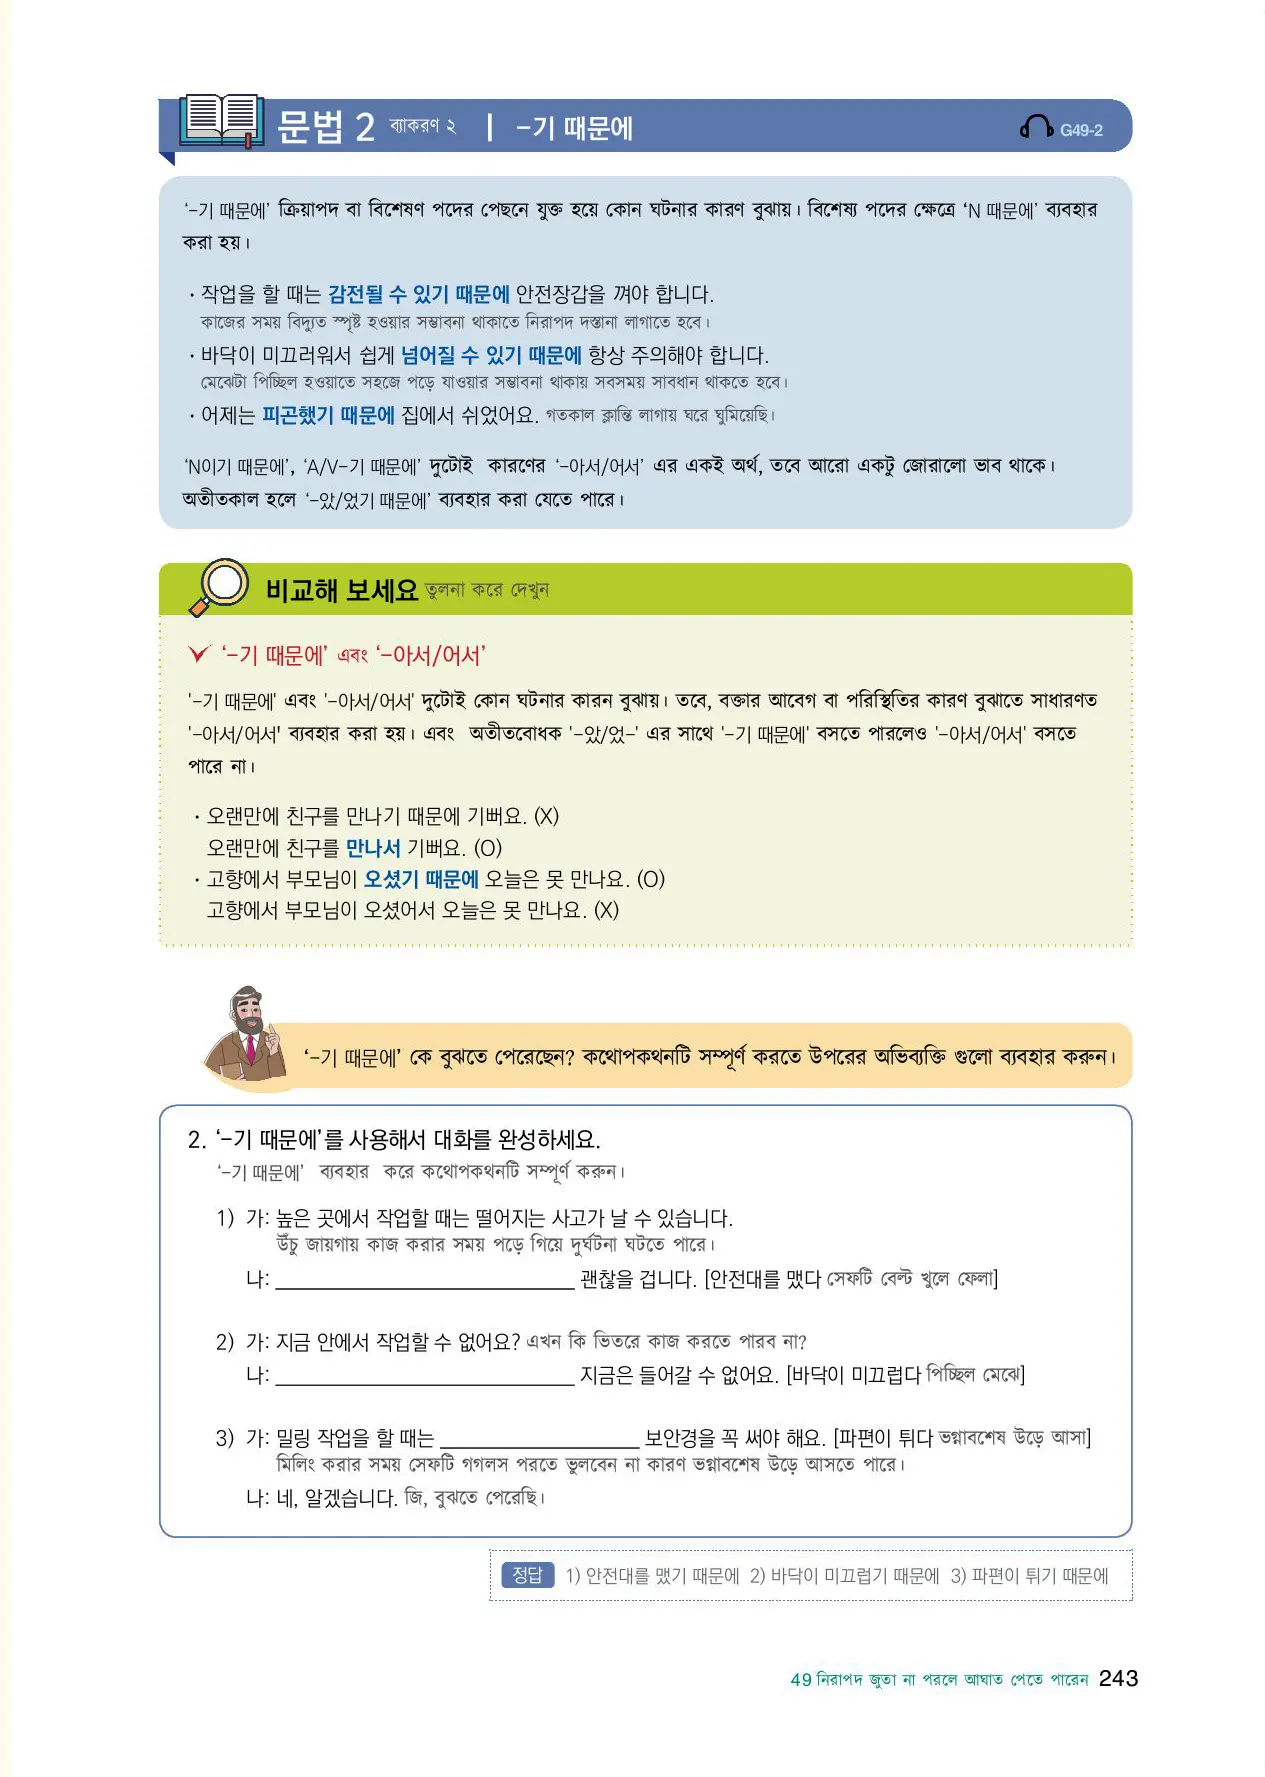 문법 2 ব্যাকরণ ২ | -기 때문에 G49-2
‘-기 때문에’ ক্রিয়াপদ বা বিশেষণ পদের পেছনে যুক্ত হয়ে কোন ঘটনার কারণ বুঝায়। বিশেষ্য পদের ক্ষেত্রে ‘N 때문에’ ব্যবহার
করা হয়।
· 작업을 할 때는 감전될 수 있기 때문에 안전장갑을 껴야 합니다.
কাজের সময় বিদ্যুত স্পৃষ্ট হওয়ার সম্ভাবনা থাকাতে নিরাপদ দস্তানা লাগাতে হবে।
· 바닥이 미끄러워서 쉽게 넘어질 수 있기 때문에 항상 주의해야 합니다.
মেঝেটা পিচ্ছিল হওয়াতে সহজে পড়ে যাওয়ার সম্ভাবনা থাকায় সবসময় সাবধান থাকতে হবে।
· 어제는 피곤했기 때문에 집에서 쉬었어요. গতকাল ক্লান্তি লাগায় ঘরে ঘুমিয়েছি।
‘N이기 때문에’, ‘A/V-기 때문에’ দুটোই কারণের ‘-아서/어서’ এর একই অর্থ, তবে আরো একটু জোরালো ভাব থাকে।
অতীতকাল হলে ‘-았/었기 때문에’ ব্যবহার করা যেতে পারে।
비교해 보세요 তুলনা করে দেখুন
‘-기 때문에’ এবং ‘-아서/어서’
'-기 때문에' এবং '-아서/어서' দুটোই কোন ঘটনার কারন বুঝায়। তবে, বক্তার আবেগ বা পরিস্থিতির কারণ বুঝাতে সাধারণত
'-아서/어서' ব্যবহার করা হয়। এবং অতীতবোধক '-았/었-' এর সাথে '-기 때문에' বসতে পারলেও '-아서/어서' বসতে
পারে না।
· 오랜만에 친구를 만나기 때문에 기뻐요. (X)
오랜만에 친구를 만나서 기뻐요. (O)
· 고향에서 부모님이 오셨기 때문에 오늘은 못 만나요. (O)
고향에서 부모님이 오셨어서 오늘은 못 만나요. (X)
‘-기 때문에’ কে বুঝতে পেরেছেন? কথোপকথনটি সম্পূর্ণ করতে উপরের অভিব্যক্তি গুলো ব্যবহার করুন।
2. ‘-기 때문에’를 사용해서 대화를 완성하세요.
‘-기 때문에’ ব্যবহার করে কথোপকথনটি সম্পূর্ণ করুন।
1) 가: 높은 곳에서 작업할 때는 떨어지는 사고가 날 수 있습니다.
উঁচু জায়গায় কাজ করার সময় পড়ে গিয়ে দুর্ঘটনা ঘটতে পারে।
나: ______________________________ 괜찮을 겁니다. [안전대를 맸다 সেফটি বেল্ট খুলে ফেলা]
2) 가: 지금 안에서 작업할 수 없어요? এখন কি ভিতরে কাজ করতে পারব না?
나: ______________________________ 지금은 들어갈 수 없어요. [바닥이 미끄럽다 পিচ্ছিল মেঝে]
3) 가: 밀링 작업을 할 때는 ____________________ 보안경을 꼭 써야 해요. [파편이 튀다 ভগ্নাবশেষ উড়ে আসা]
মিলিং করার সময় সেফটি গগলস পরতে ভুলবেন না কারণ ভগ্নাবশেষ উড়ে আসতে পারে।
나: 네, 알겠습니다. জি, বুঝতে পেরেছি।
정답 1) 안전대를 맸기 때문에 2) 바닥이 미끄럽기 때문에 3) 파편이 튀기 때문에
49 নিরাপদ জুতা না পরলে আঘাত পেতে পারেন 243